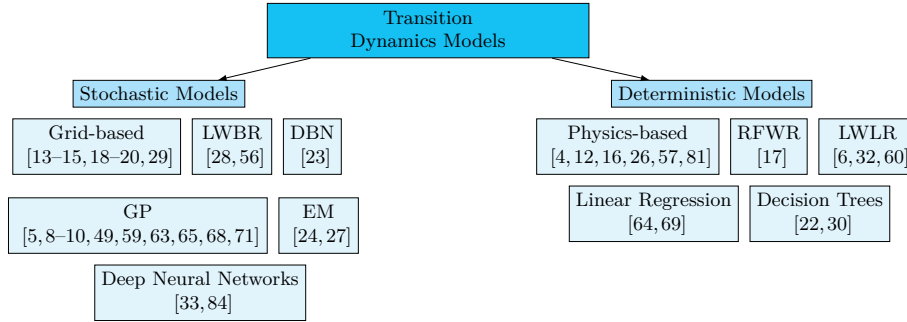 Transition
Dynamics Models
Stochastic Models
Deterministic Models
Grid-based
[13–15, 18–20, 29]
LWBR
[28, 56]
DBN
[23]
Physics-based
[4, 12, 16, 26, 57, 81]
RFWR
[17]
LWLR
[6, 32, 60]
GP
[5, 8–10, 49, 59, 63, 65, 68, 71]
EM
[24, 27]
Linear Regression
[64, 69]
Decision Trees
[22, 30]
Deep Neural Networks
[33, 84]